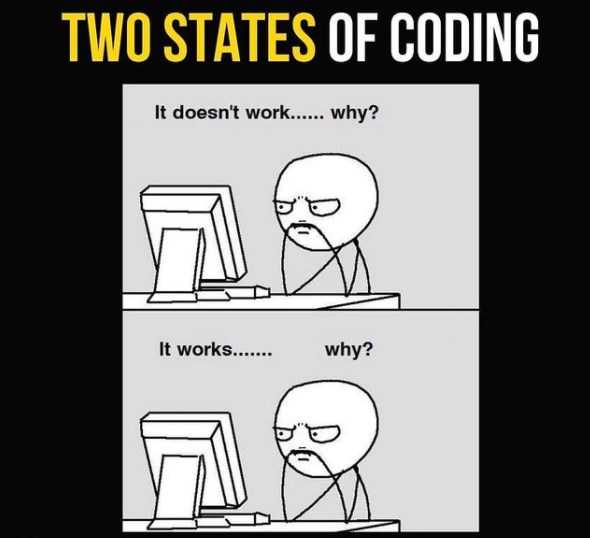 TWO STATES OF CODING
It doesn't work...... why?
It works....... why?